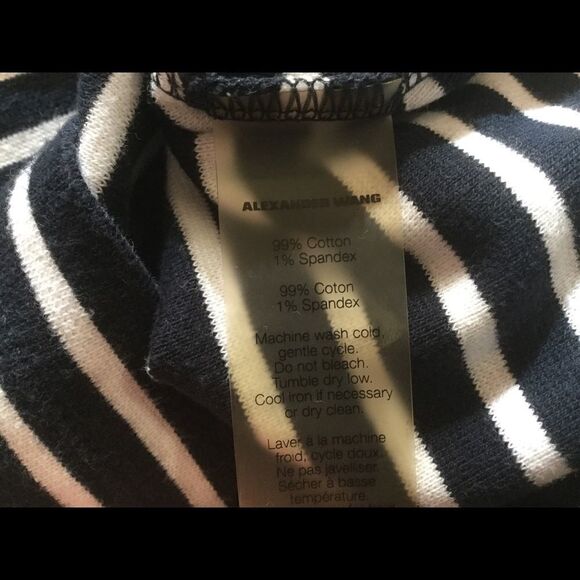 ALEXANDER WANG
99% Cotton
1% Spandex
99% Coton
1% Spandex
Machine wash cold,
gentle cycle.
Do not bleach.
Tumble dry low.
Cool iron if necessary
or dry clean.
Laver à la machine
froid, cycle doux.
Ne pas javelliser.
Sécher à basse
température.